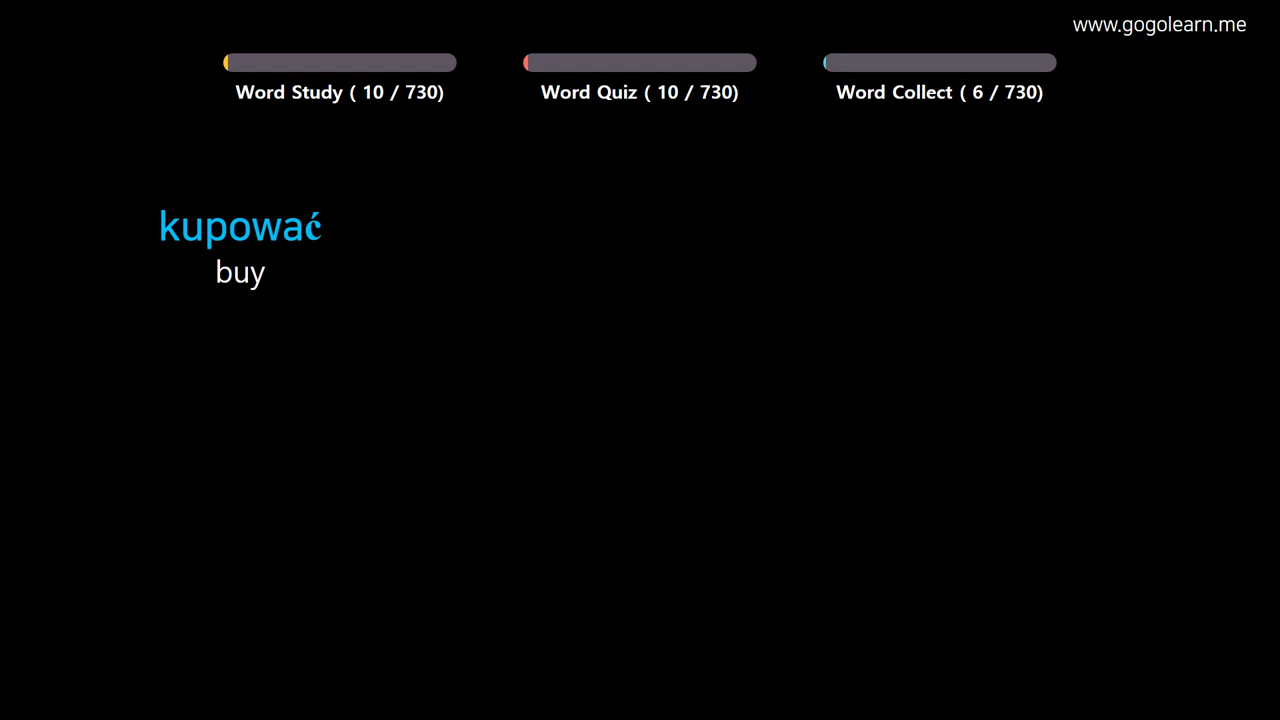 www.gogolearn.me
Word Study ( 10 / 730)
Word Quiz ( 10 / 730)
Word Collect ( 6 / 730)
kupować
buy